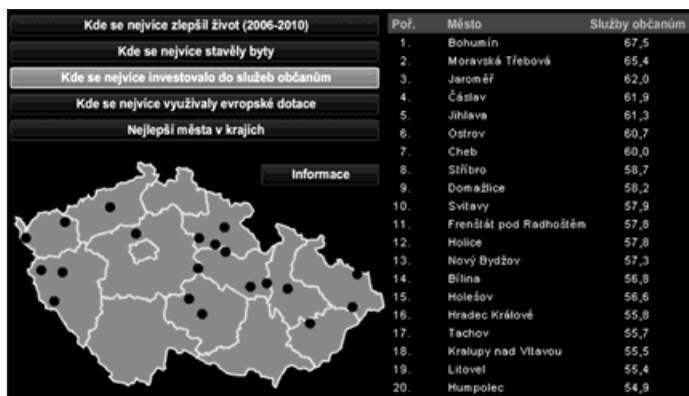 Kde se nejvíce zlepšil život (2006-2010)
Kde se nejvíce stavěly byty
Kde se nejvíce investovalo do služeb občanům
Kde se nejvíce využívaly evropské dotace
Nejlepší města v krajích
Informace
Poř. Město Služby občanům
1. Bohumín 67,5
2. Moravská Třebová 65,4
3. Jaroměř 62,0
4. Čáslav 61,9
5. Jihlava 61,3
6. Ostrov 60,7
7. Cheb 60,0
8. Stříbro 58,7
9. Domažlice 58,2
10. Svitavy 57,9
11. Frenštát pod Radhoštěm 57,8
12. Holice 57,8
13. Nový Bydžov 57,3
14. Bílina 56,8
15. Holešov 56,6
16. Hradec Králové 55,8
17. Tachov 55,7
18. Kralupy nad Vltavou 55,5
19. Litovel 55,4
20. Humpolec 54,9